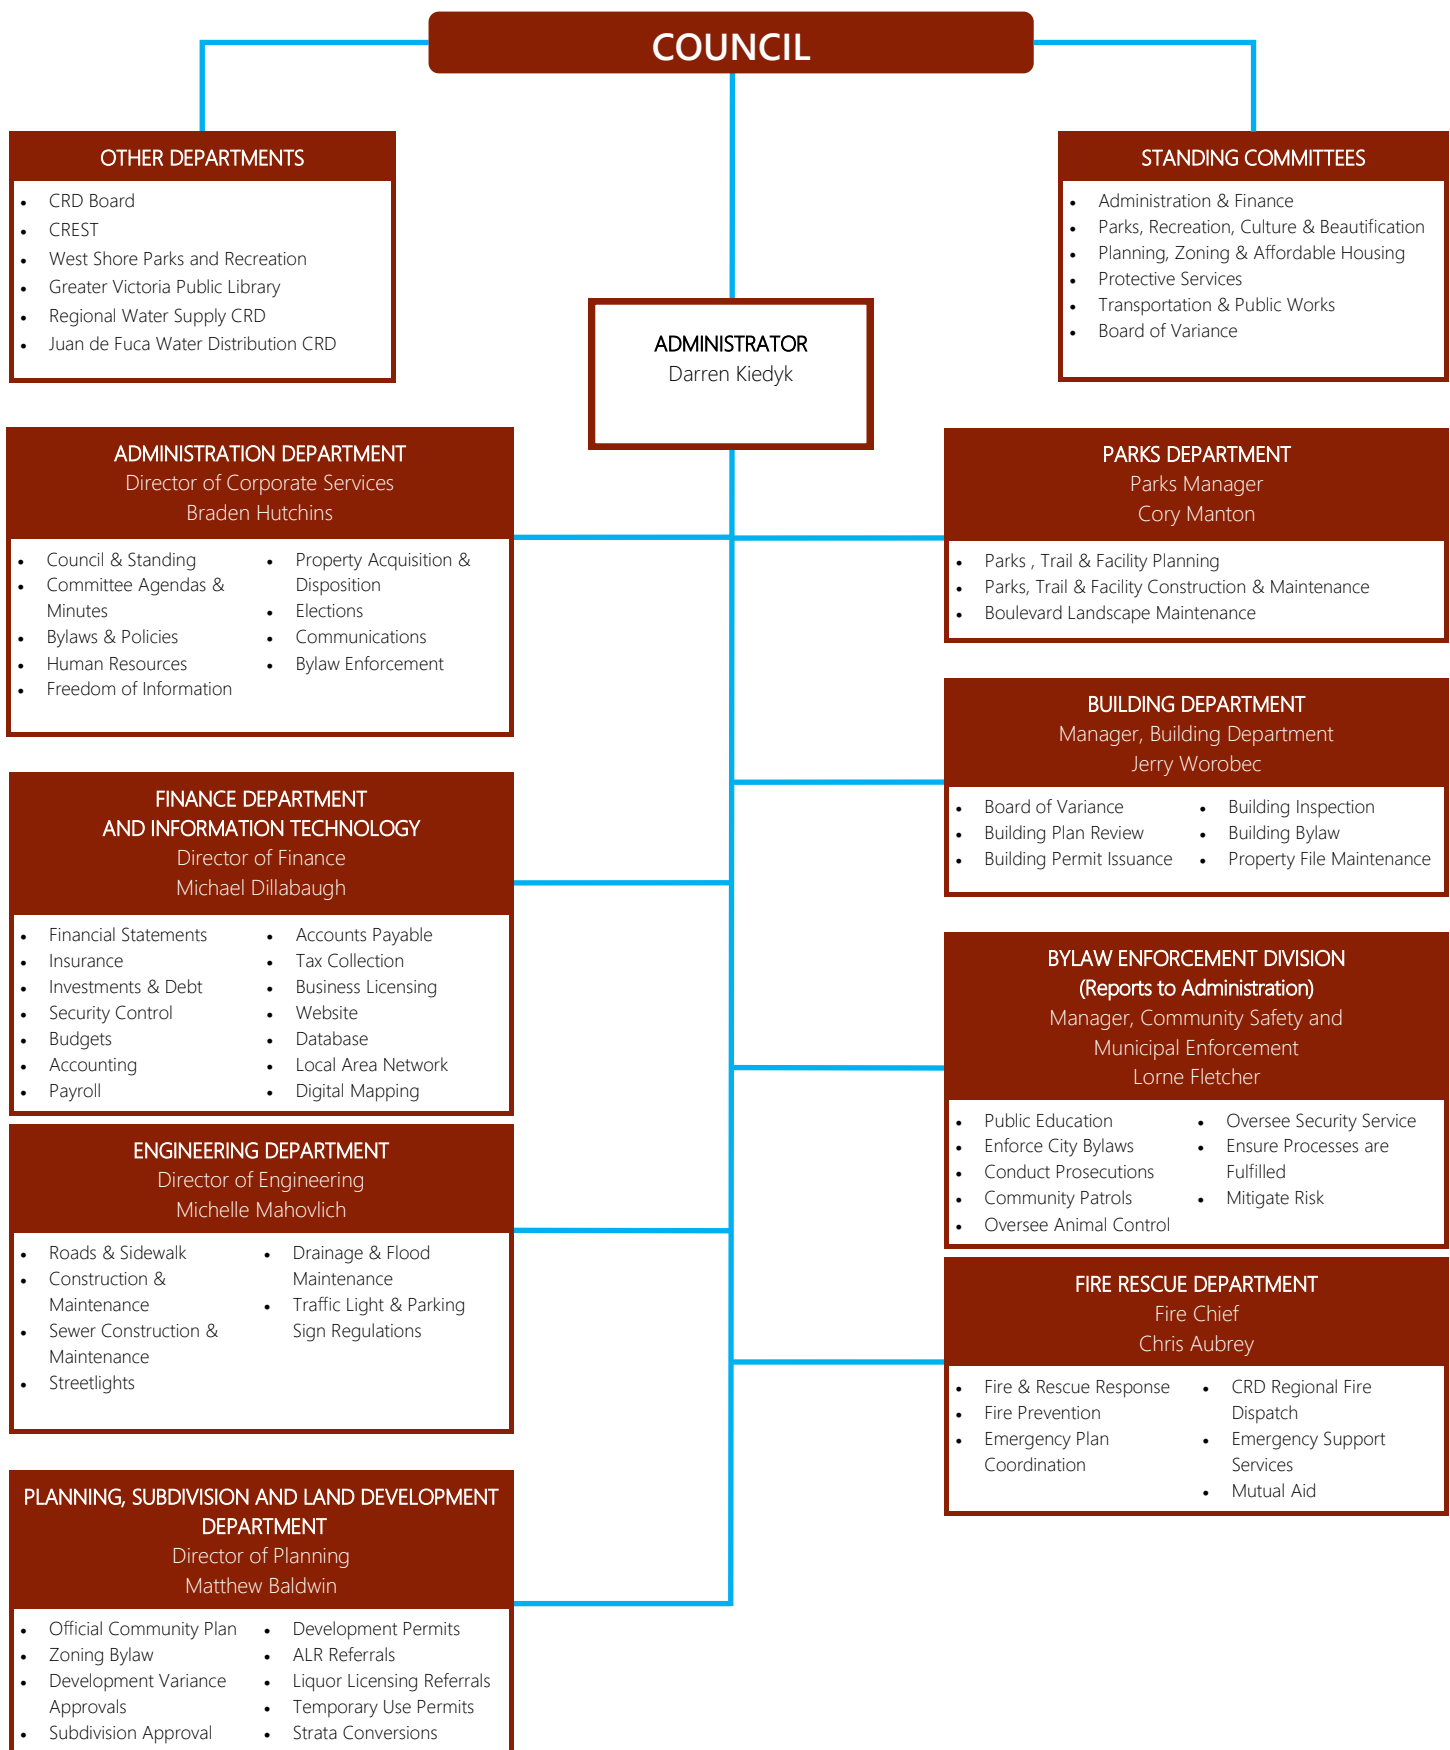 COUNCIL
OTHER DEPARTMENTS
• CRD Board
• CREST
• West Shore Parks and Recreation
• Greater Victoria Public Library
• Regional Water Supply CRD
• Juan de Fuca Water Distribution CRD
STANDING COMMITTEES
• Administration & Finance
• Parks, Recreation, Culture & Beautification
• Planning, Zoning & Affordable Housing
• Protective Services
• Transportation & Public Works
• Board of Variance
ADMINISTRATOR
Darren Kiedyk
ADMINISTRATION DEPARTMENT
Director of Corporate Services
Braden Hutchins
• Council & Standing
• Committee Agendas &
Minutes
• Bylaws & Policies
• Human Resources
• Freedom of Information
• Property Acquisition &
Disposition
• Elections
• Communications
• Bylaw Enforcement
PARKS DEPARTMENT
Parks Manager
Cory Manton
• Parks , Trail & Facility Planning
• Parks, Trail & Facility Construction & Maintenance
• Boulevard Landscape Maintenance
BUILDING DEPARTMENT
Manager, Building Department
Jerry Worobec
• Board of Variance
• Building Plan Review
• Building Permit Issuance
• Building Inspection
• Building Bylaw
• Property File Maintenance
FINANCE DEPARTMENT
AND INFORMATION TECHNOLOGY
Director of Finance
Michael Dillabaugh
• Financial Statements
• Insurance
• Investments & Debt
• Security Control
• Budgets
• Accounting
• Payroll
• Accounts Payable
• Tax Collection
• Business Licensing
• Website
• Database
• Local Area Network
• Digital Mapping
BYLAW ENFORCEMENT DIVISION
(Reports to Administration)
Manager, Community Safety and
Municipal Enforcement
Lorne Fletcher
• Public Education
• Enforce City Bylaws
• Conduct Prosecutions
• Community Patrols
• Oversee Animal Control
• Oversee Security Service
• Ensure Processes are
Fulfilled
• Mitigate Risk
ENGINEERING DEPARTMENT
Director of Engineering
Michelle Mahovlich
• Roads & Sidewalk
• Construction &
Maintenance
• Sewer Construction &
Maintenance
• Streetlights
• Drainage & Flood
Maintenance
• Traffic Light & Parking
Sign Regulations
FIRE RESCUE DEPARTMENT
Fire Chief
Chris Aubrey
• Fire & Rescue Response
• Fire Prevention
• Emergency Plan
Coordination
• CRD Regional Fire
Dispatch
• Emergency Support
Services
• Mutual Aid
PLANNING, SUBDIVISION AND LAND DEVELOPMENT
DEPARTMENT
Director of Planning
Matthew Baldwin
• Official Community Plan
• Zoning Bylaw
• Development Variance
Approvals
• Subdivision Approval
• Development Permits
• ALR Referrals
• Liquor Licensing Referrals
• Temporary Use Permits
• Strata Conversions